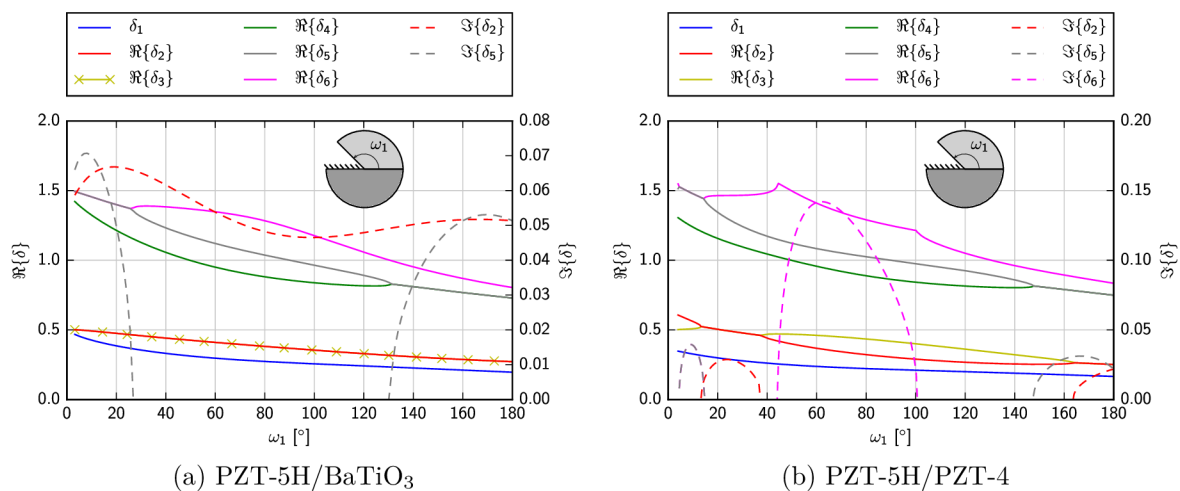 δ₁ ℜ{δ₄} ℑ{δ₂}
ℜ{δ₂} ℜ{δ₅} ℑ{δ₅}
ℜ{δ₃} ℜ{δ₆}
2.0
1.5
1.0
0.5
0.0
ℜ{δ}
ω₁
0.08
0.07
0.06
0.05
0.04
0.03
0.02
0.01
0.00
ℑ{δ}
0 20 40 60 80 100 120 140 160 180
ω₁ [°]
(a) PZT-5H/BaTiO₃
δ₁ ℜ{δ₄} ℑ{δ₂}
ℜ{δ₂} ℜ{δ₅} ℑ{δ₅}
ℜ{δ₃} ℜ{δ₆} ℑ{δ₆}
2.0
1.5
1.0
0.5
0.0
ℜ{δ}
ω₁
0.20
0.15
0.10
0.05
0.00
ℑ{δ}
0 20 40 60 80 100 120 140 160 180
ω₁ [°]
(b) PZT-5H/PZT-4